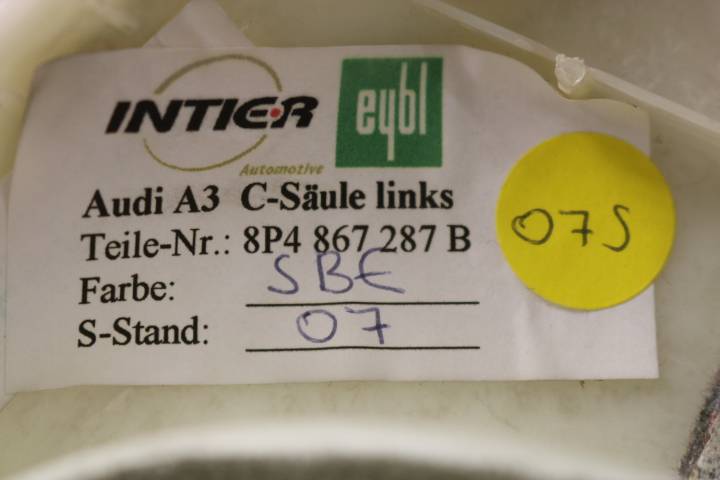 INTIER
Automotive
eybl
Audi A3 C-Säule links
Teile-Nr.: 8P4 867 287 B
Farbe: SBE
S-Stand: 07
07S